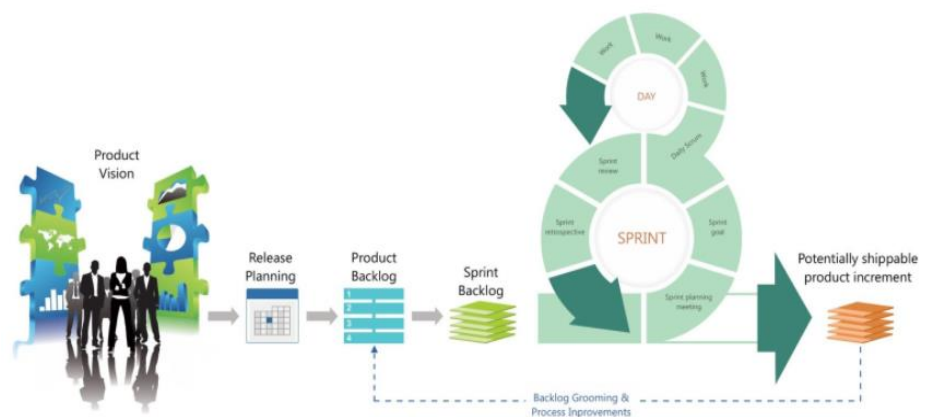 Product
Vision
Release
Planning
Product
Backlog
1
2
3
4
Sprint
Backlog
Work
Work
Work
DAY
Daily Scrum
Sprint
review
Sprint
retrospective
SPRINT
Sprint
goal
Sprint planning
meeting
Potentially shippable
product increment
Backlog Grooming &
Process Inprovements